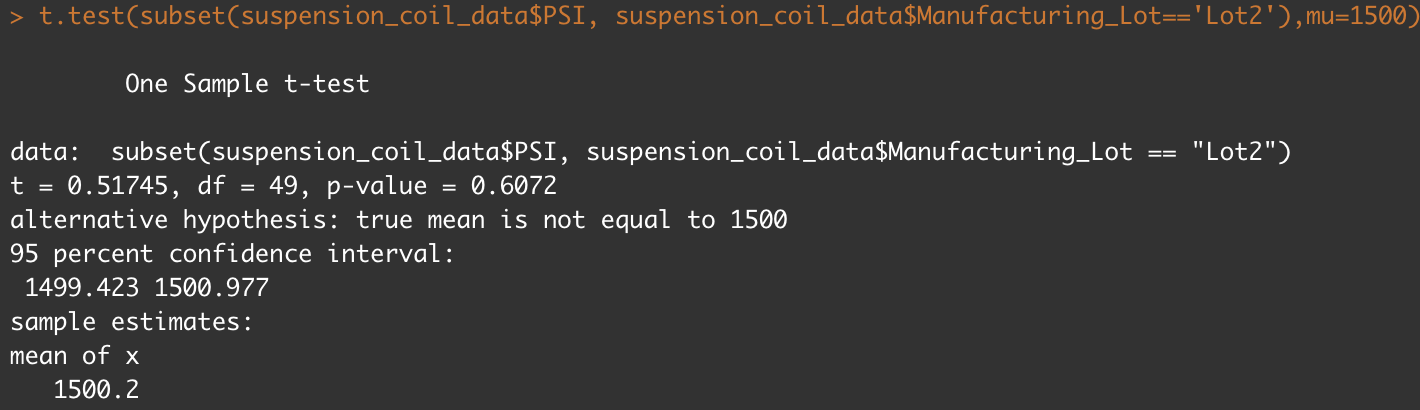 > t.test(subset(suspension_coil_data$PSI, suspension_coil_data$Manufacturing_Lot=='Lot2'),mu=1500)
One Sample t-test
data:  subset(suspension_coil_data$PSI, suspension_coil_data$Manufacturing_Lot == "Lot2")
t = 0.51745, df = 49, p-value = 0.6072
alternative hypothesis: true mean is not equal to 1500
95 percent confidence interval:
1499.423 1500.977
sample estimates:
mean of x
1500.2